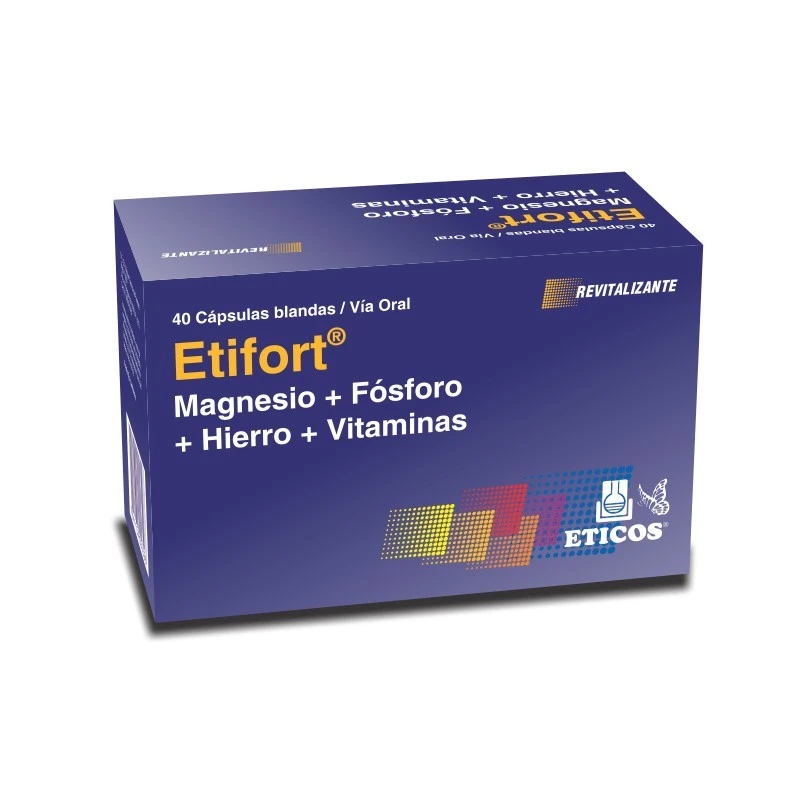 40 Cápsulas blandas / Vía Oral
Etifort®
Magnesio + Fósforo
+ Hierro + Vitaminas
REVITALIZANTE
REVITALIZANTE
40 Cápsulas blandas / Vía Oral
Etifort®
Magnesio + Fósforo
+ Hierro + Vitaminas
ETICOS®